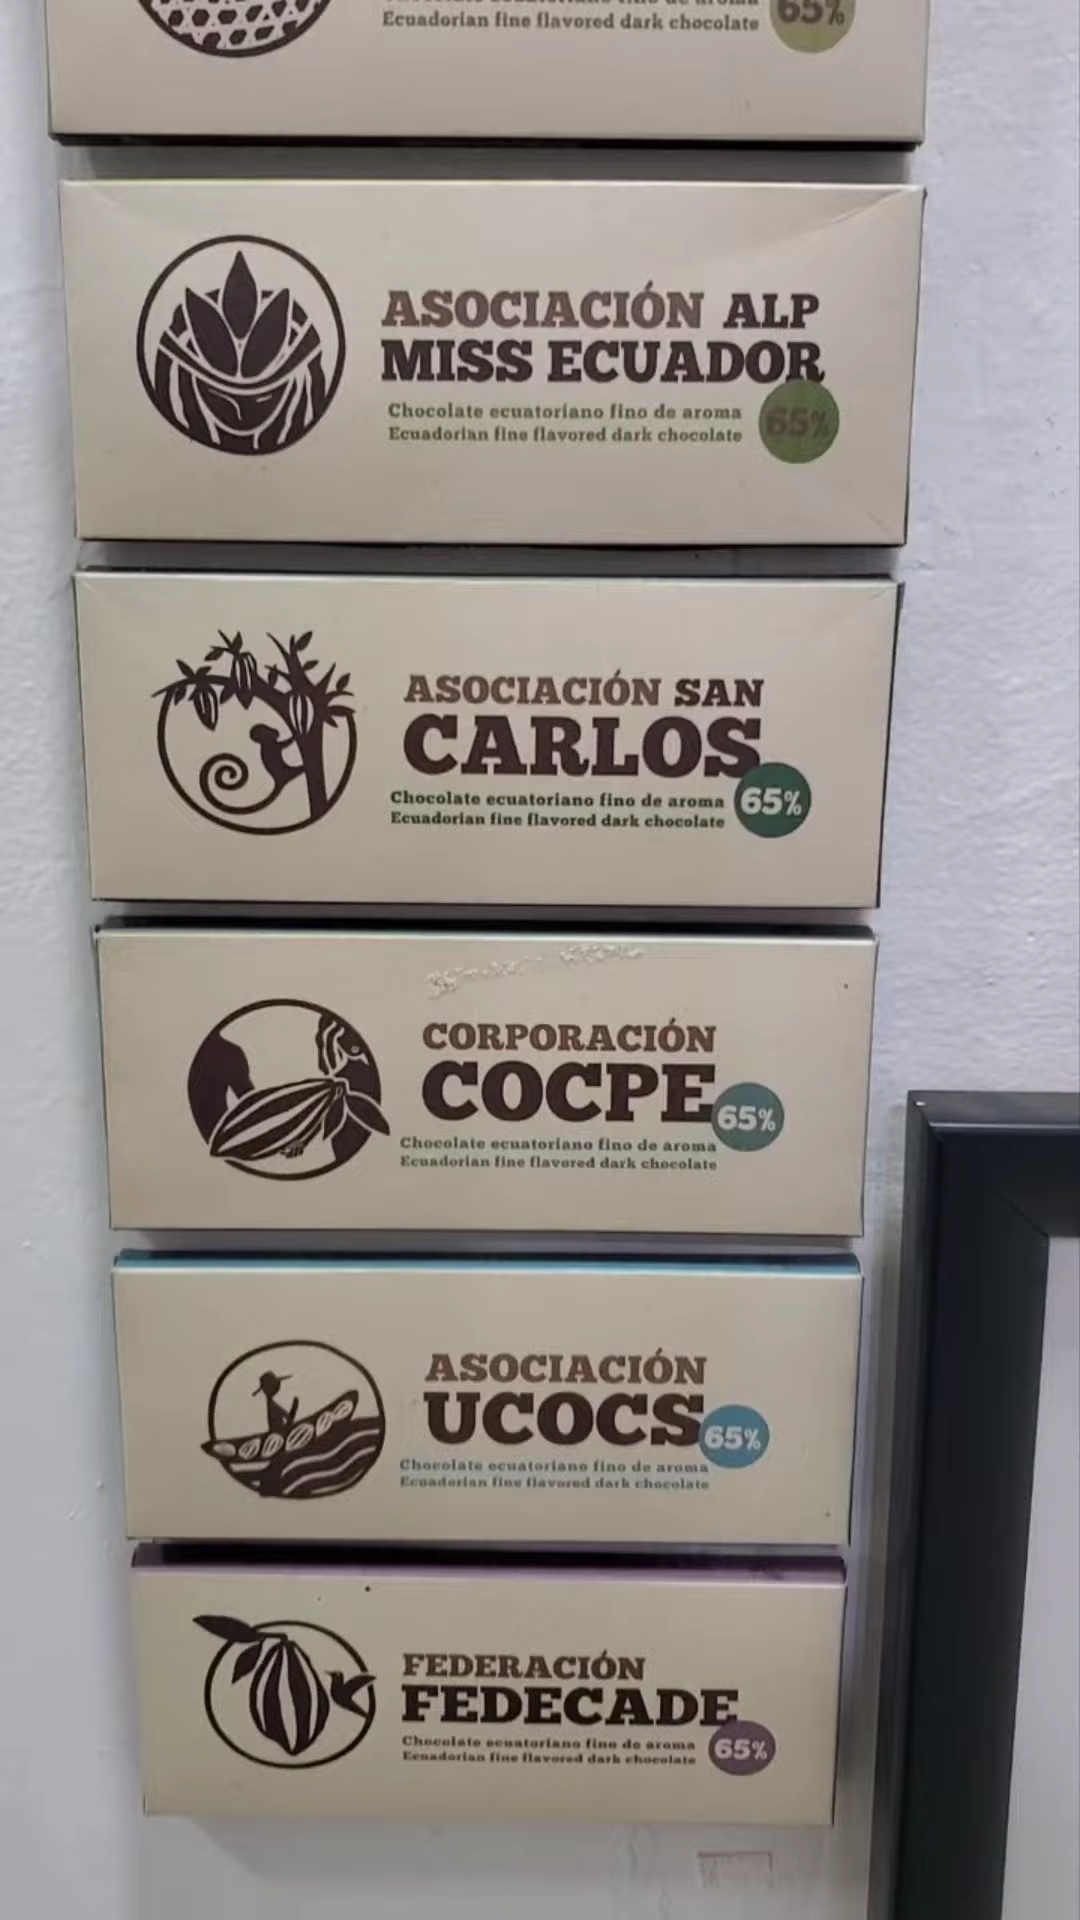 Ecuadorian fine flavored dark chocolate
65%
ASOCIACIÓN ALP
MISS ECUADOR
Chocolate ecuatoriano fino de aroma
Ecuadorian fine flavored dark chocolate
65%
ASOCIACIÓN SAN
CARLOS
Chocolate ecuatoriano fino de aroma
Ecuadorian fine flavored dark chocolate
65%
CORPORACIÓN
COCPE
65%
Chocolate ecuatoriano fino de aroma
Ecuadorian fine flavored dark chocolate
ASOCIACIÓN
UCOCS
65%
Chocolate ecuatoriano fino de aroma
Ecuadorian fine flavored dark chocolate
FEDERACIÓN
FEDECADE
Chocolate ecuatoriano fino de aroma
Ecuadorian fine flavored dark chocolate
65%